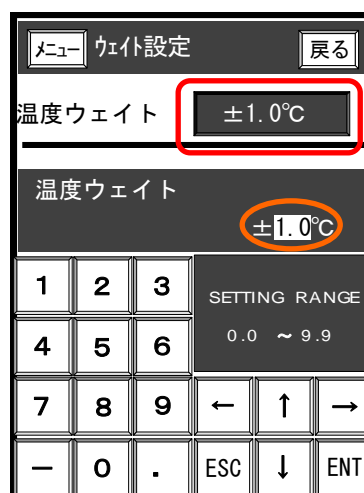 ﾒﾆｭｰ ｳｪｲﾄ設定 戻る
温度ウェイト ±1.0℃
温度ウェイト
±1.0℃
1 2 3 SETTING RANGE
4 5 6 0.0 ～9.9
7 8 9 ← ↑ →
－ 0 . ESC ↓ ENT